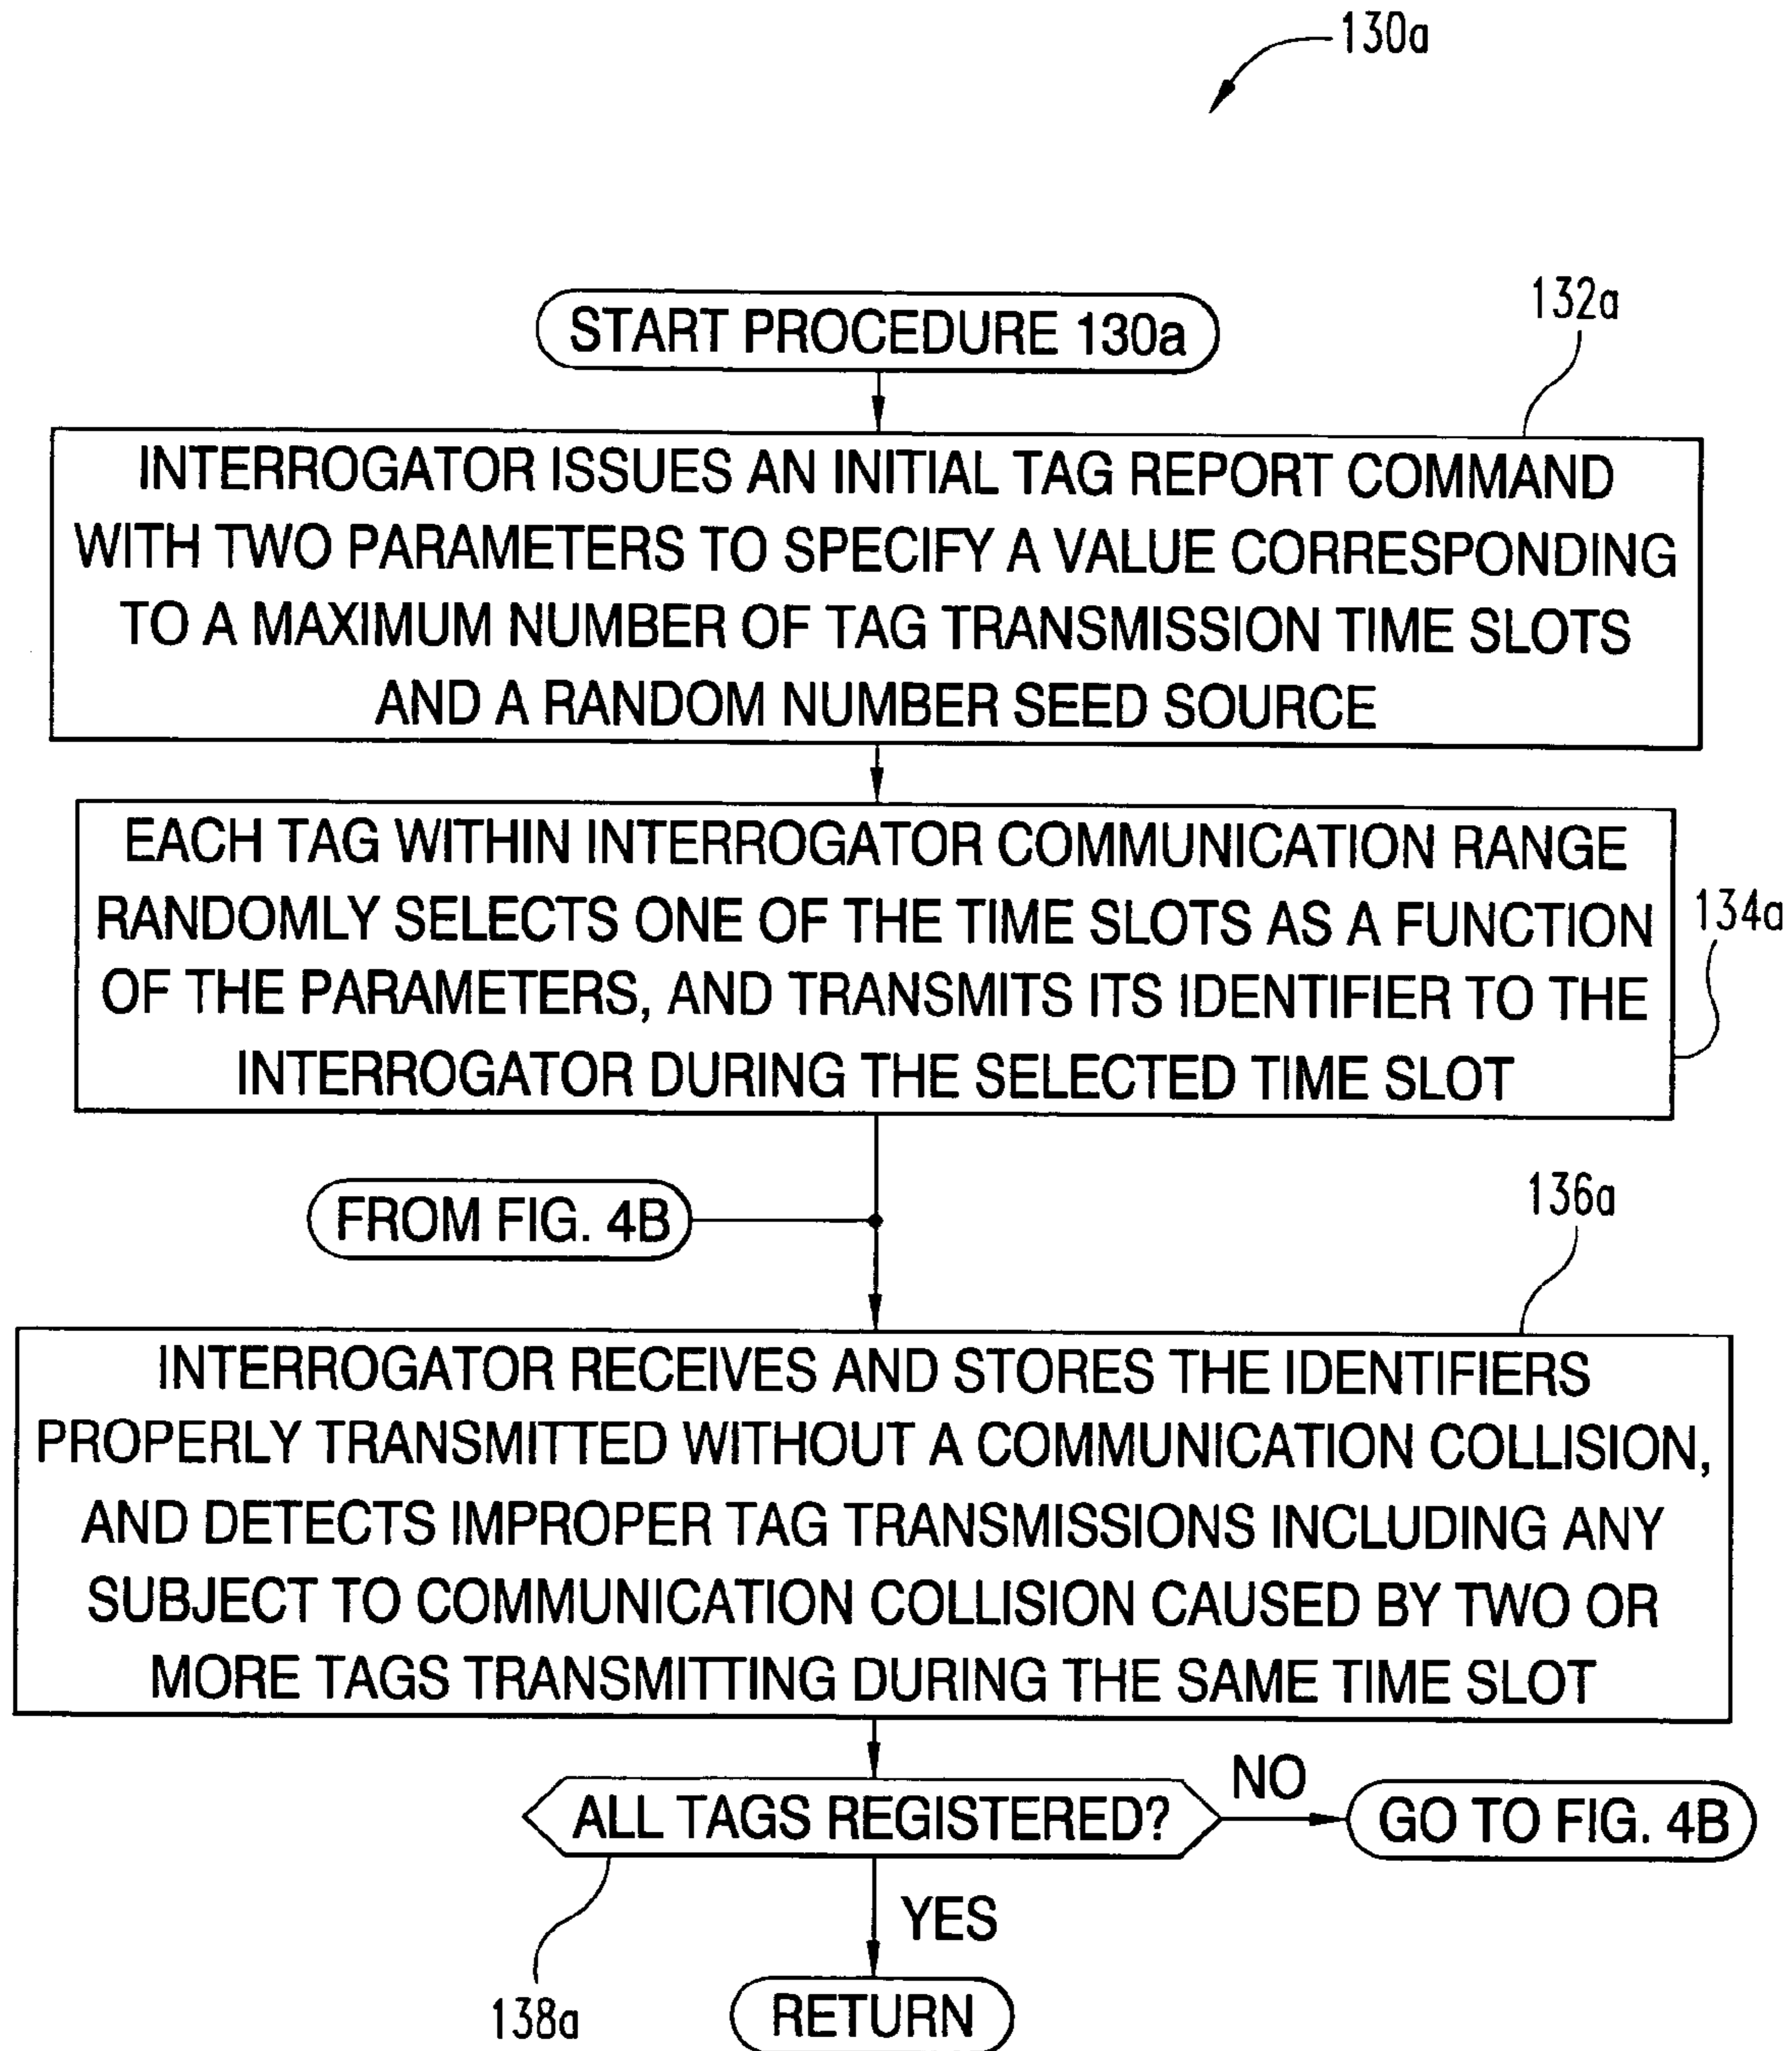 130a
START PROCEDURE 130a
132a
INTERROGATOR ISSUES AN INITIAL TAG REPORT COMMAND
WITH TWO PARAMETERS TO SPECIFY A VALUE CORRESPONDING
TO A MAXIMUM NUMBER OF TAG TRANSMISSION TIME SLOTS
AND A RANDOM NUMBER SEED SOURCE
EACH TAG WITHIN INTERROGATOR COMMUNICATION RANGE
RANDOMLY SELECTS ONE OF THE TIME SLOTS AS A FUNCTION
OF THE PARAMETERS, AND TRANSMITS ITS IDENTIFIER TO THE
INTERROGATOR DURING THE SELECTED TIME SLOT
134a
FROM FIG. 4B
136a
INTERROGATOR RECEIVES AND STORES THE IDENTIFIERS
PROPERLY TRANSMITTED WITHOUT A COMMUNICATION COLLISION,
AND DETECTS IMPROPER TAG TRANSMISSIONS INCLUDING ANY
SUBJECT TO COMMUNICATION COLLISION CAUSED BY TWO OR
MORE TAGS TRANSMITTING DURING THE SAME TIME SLOT
ALL TAGS REGISTERED?
NO
GO TO FIG. 4B
YES
138a
RETURN